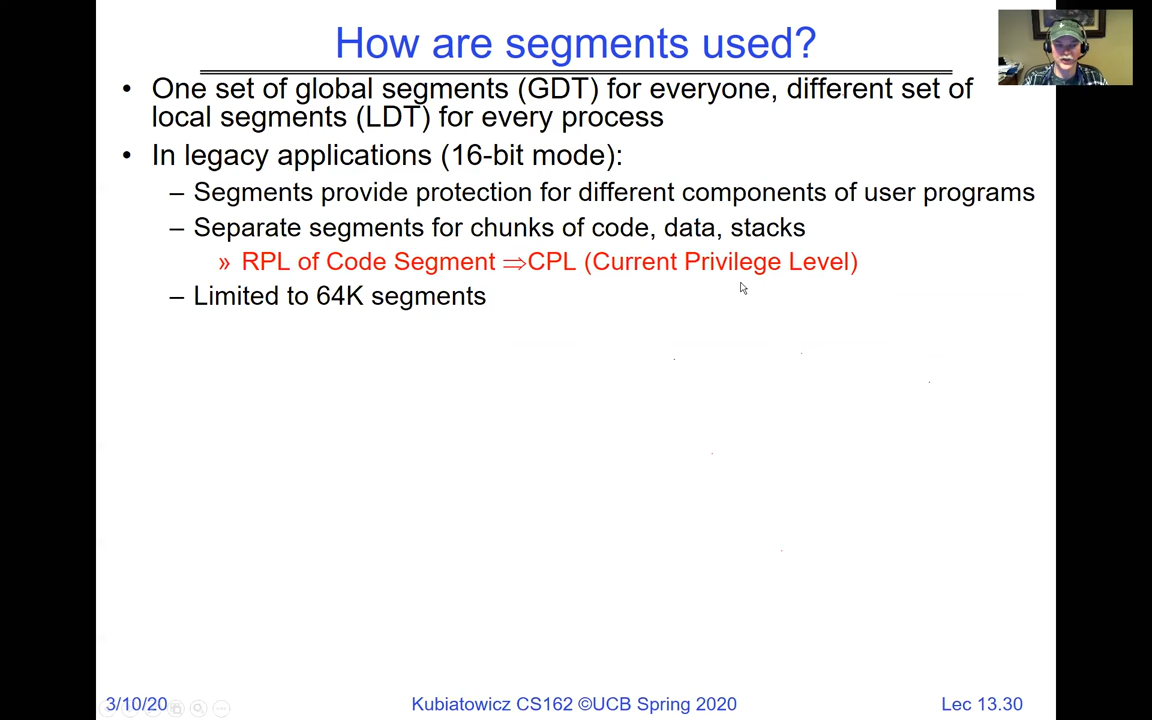 How are segments used?
• One set of global segments (GDT) for everyone, different set of
local segments (LDT) for every process
• In legacy applications (16-bit mode):
– Segments provide protection for different components of user programs
– Separate segments for chunks of code, data, stacks
» RPL of Code Segment ⇒CPL (Current Privilege Level)
– Limited to 64K segments
3/10/20
Kubiatowicz CS162 ©UCB Spring 2020
Lec 13.30